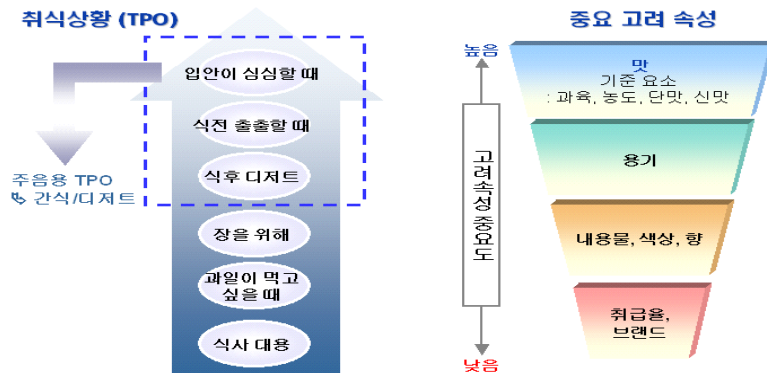 취식상황 (TPO)
입안이 심심할 때
식전 출출할 때
식후 디저트
장을 위해
과일이 먹고
싶을 때
식사 대용
주음용 TPO
↳ 간식/디저트
중요 고려 속성
높음
고려속성 중요도
낮음
맛
기준 요소
: 과육, 농도, 단맛, 신맛
용기
내용물, 색상, 향
취급율,
브랜드